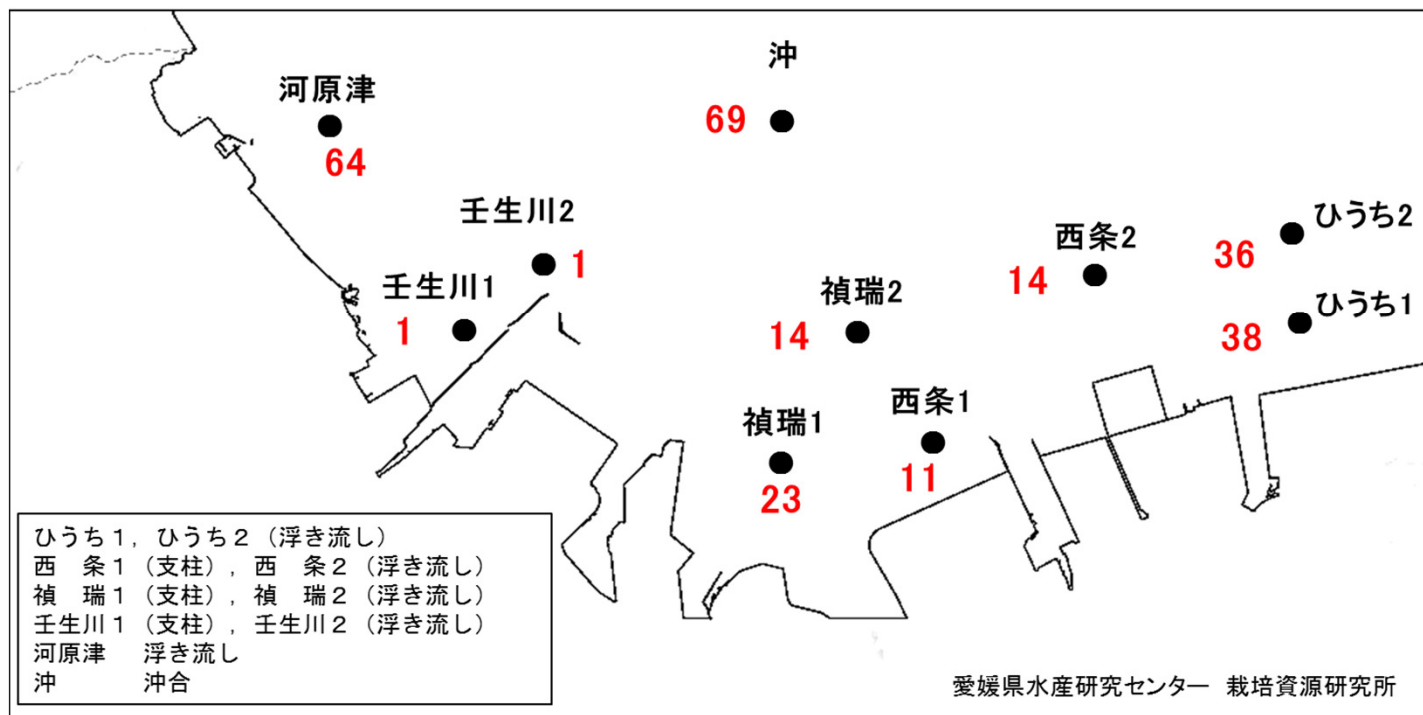 沖
河原津
69
64
壬生川2
ひうち2
西条2
36
1
14
壬生川1
禎瑞2
ひうち1
1
14
38
西条1
禎瑞1
11
23
ひうち１，ひうち２（浮き流し）
西　条１（支柱），西　条２（浮き流し）
禎　瑞１（支柱），禎　瑞２（浮き流し）
壬生川１（支柱），壬生川２（浮き流し）
河原津　浮き流し
沖　　　沖合
愛媛県水産研究センター　栽培資源研究所